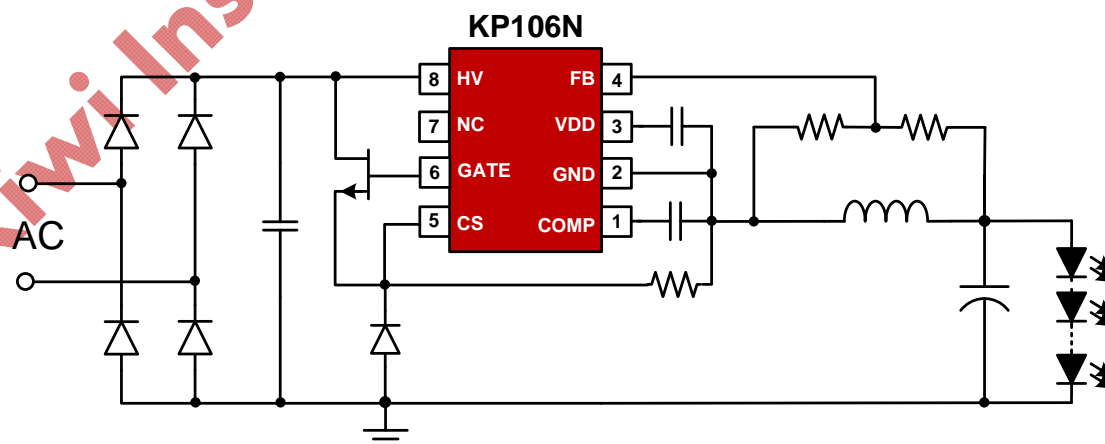 KP106N
8 HV FB 4
7 NC VDD 3
6 GATE GND 2
5 CS COMP 1
AC